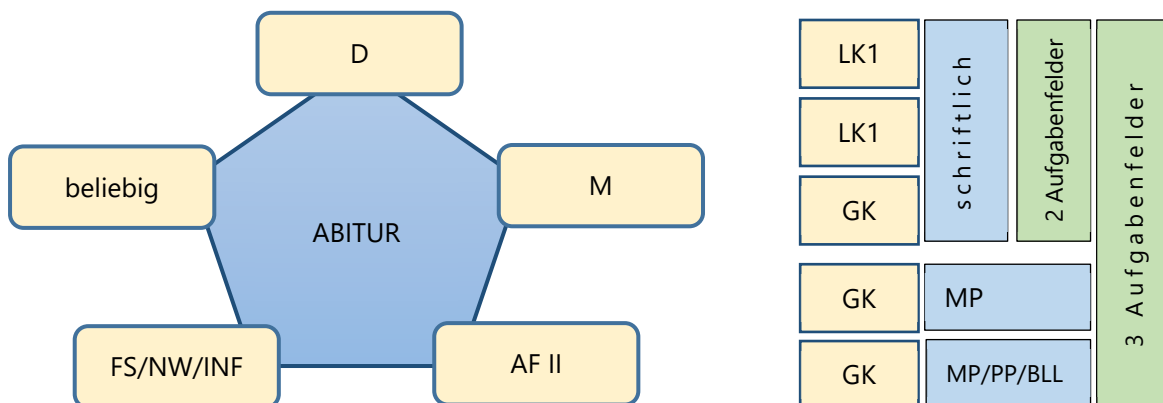 D
beliebig
M
ABITUR
FS/NW/INF
AF II
LK1
LK1
GK
GK
GK
schriftlich
2 Aufgabenfelder
3 Aufgabenfelder
MP
MP/PP/BLL